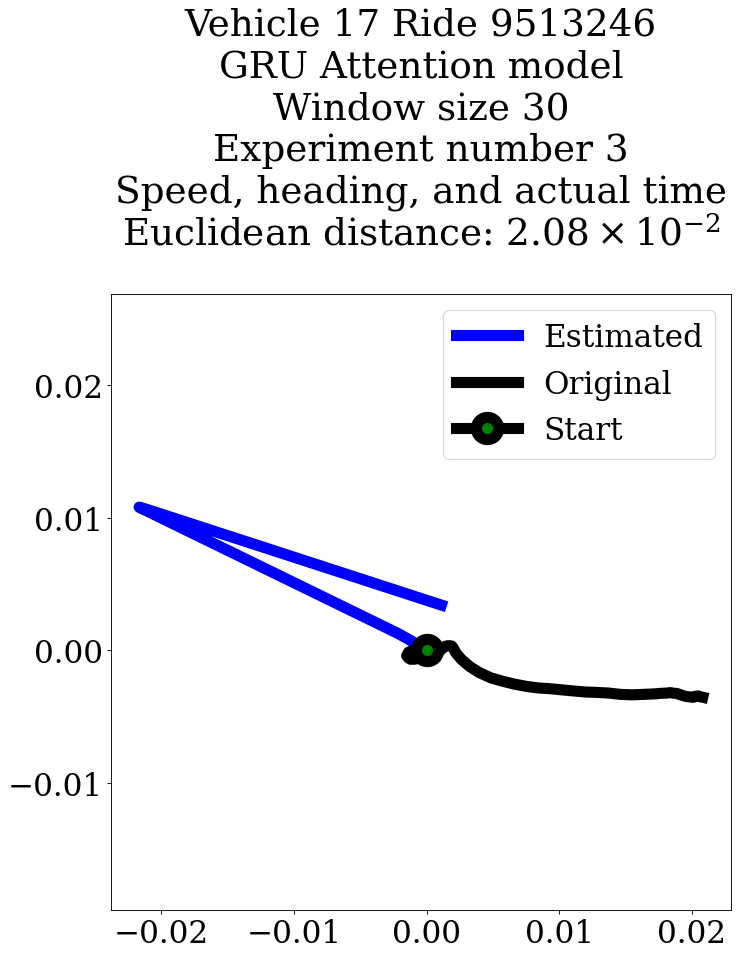 Vehicle 17 Ride 9513246
GRU Attention model
Window size 30
Experiment number 3
Speed, heading, and actual time
Euclidean distance: 2.08 × 10⁻²
Estimated
Original
Start
0.02
0.01
0.00
−0.01
−0.02 −0.01 0.00 0.01 0.02